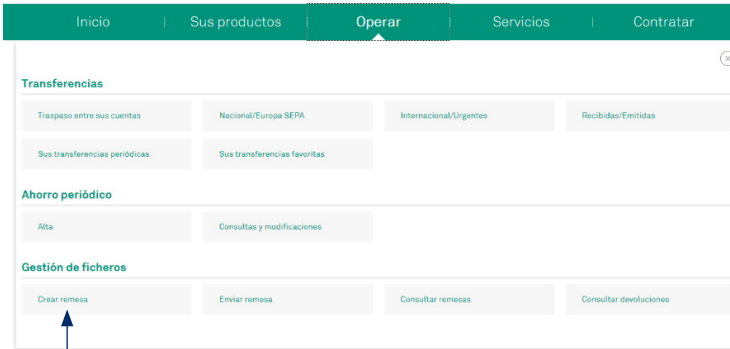 Inicio Sus productos Operar Servicios Contratar
Transferencias
Traspaso entre sus cuentas Nacional/Europa SEPA Internacional/Urgentes Recibidas/Emitidas
Sus transferencias periódicas Sus transferencias favoritas
Ahorro periódico
Alta Consultas y modificaciones
Gestión de ficheros
Crear remesa Enviar remesa Consultar remesas Consultar devoluciones